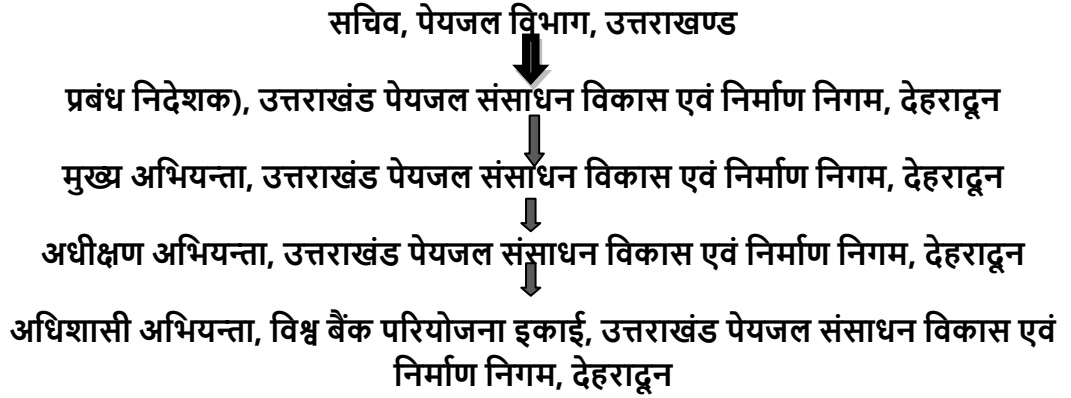 सचिव, पेयजल विभाग, उत्तराखण्ड
प्रबंध निदेशक), उत्तराखंड पेयजल संसाधन विकास एवं निर्माण निगम, देहरादून
मुख्य अभियन्ता, उत्तराखंड पेयजल संसाधन विकास एवं निर्माण निगम, देहरादून
अधीक्षण अभियन्ता, उत्तराखंड पेयजल संसाधन विकास एवं निर्माण निगम, देहरादून
अधिशासी अभियन्ता, विश्व बैंक परियोजना इकाई, उत्तराखंड पेयजल संसाधन विकास एवं
निर्माण निगम, देहरादून